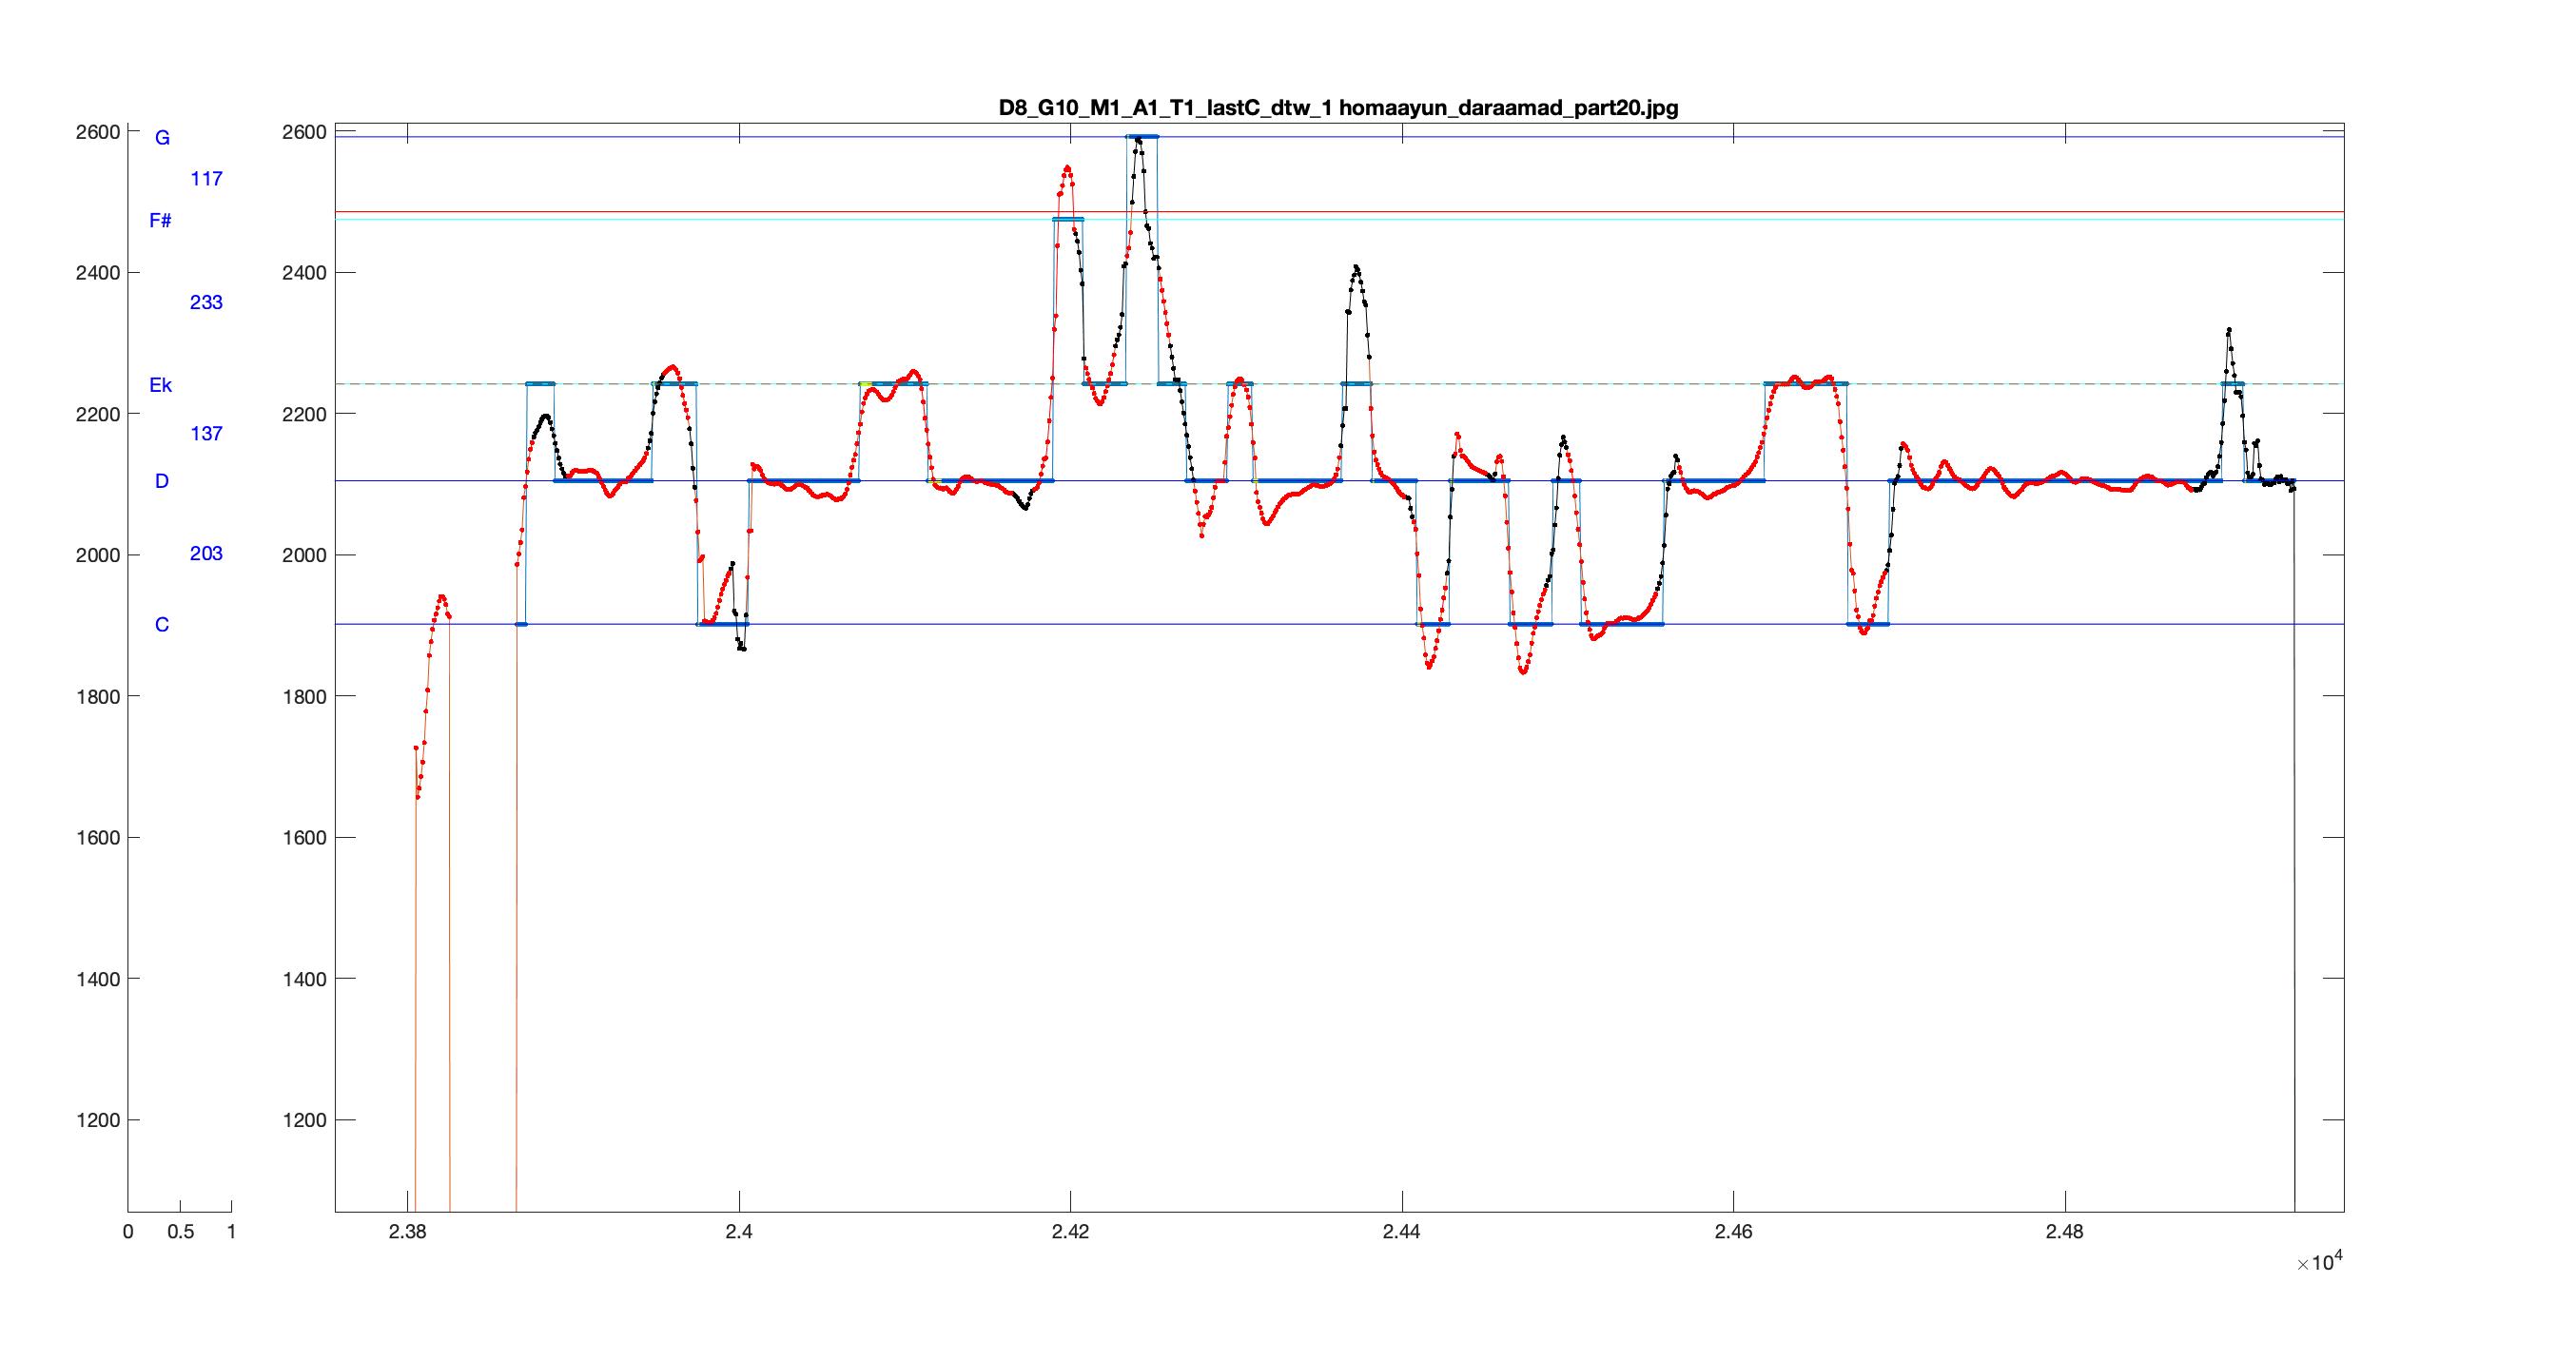 D8_G10_M1_A1_T1_lastC_dtw_1 homaayun_daraamad_part20.jpg
2600 G 2600
117
F#
2400 2400
233
Ek
2200 2200
137
D
2000 203 2000
C
1800 1800
1600 1600
1400 1400
1200 1200
0 0.5 1 2.38 2.4 2.42 2.44 2.46 2.48
×10⁴